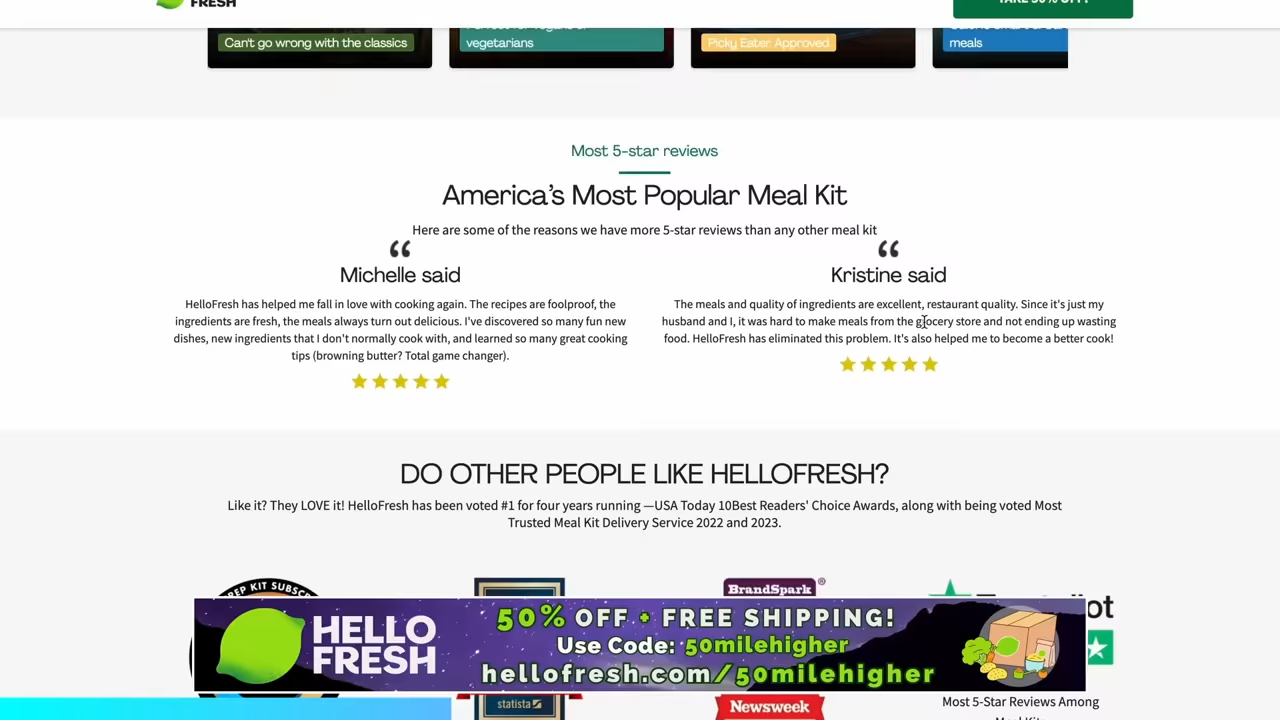 FRESH
Can't go wrong with the classics
vegetarians
Picky Eater Approved
meals
Most 5-star reviews
America's Most Popular Meal Kit
Here are some of the reasons we have more 5-star reviews than any other meal kit
“
Michelle said
HelloFresh has helped me fall in love with cooking again. The recipes are foolproof, the
ingredients are fresh, the meals always turn out delicious. I've discovered so many fun new
dishes, new ingredients that I don't normally cook with, and learned so many great cooking
tips (browning butter? Total game changer).
“
Kristine said
The meals and quality of ingredients are excellent, restaurant quality. Since it's just my
husband and I, it was hard to make meals from the grocery store and not ending up wasting
food. HelloFresh has eliminated this problem. It's also helped me to become a better cook!
DO OTHER PEOPLE LIKE HELLOFRESH?
Like it? They LOVE it! HelloFresh has been voted #1 for four years running —USA Today 10Best Readers' Choice Awards, along with being voted Most
Trusted Meal Kit Delivery Service 2022 and 2023.
BrandSpark®
HELLO
FRESH
50% OFF + FREE SHIPPING!
Use Code: 50milehigher
hellofresh.com/50milehigher
statista
Newsweek
Most 5-Star Reviews Among